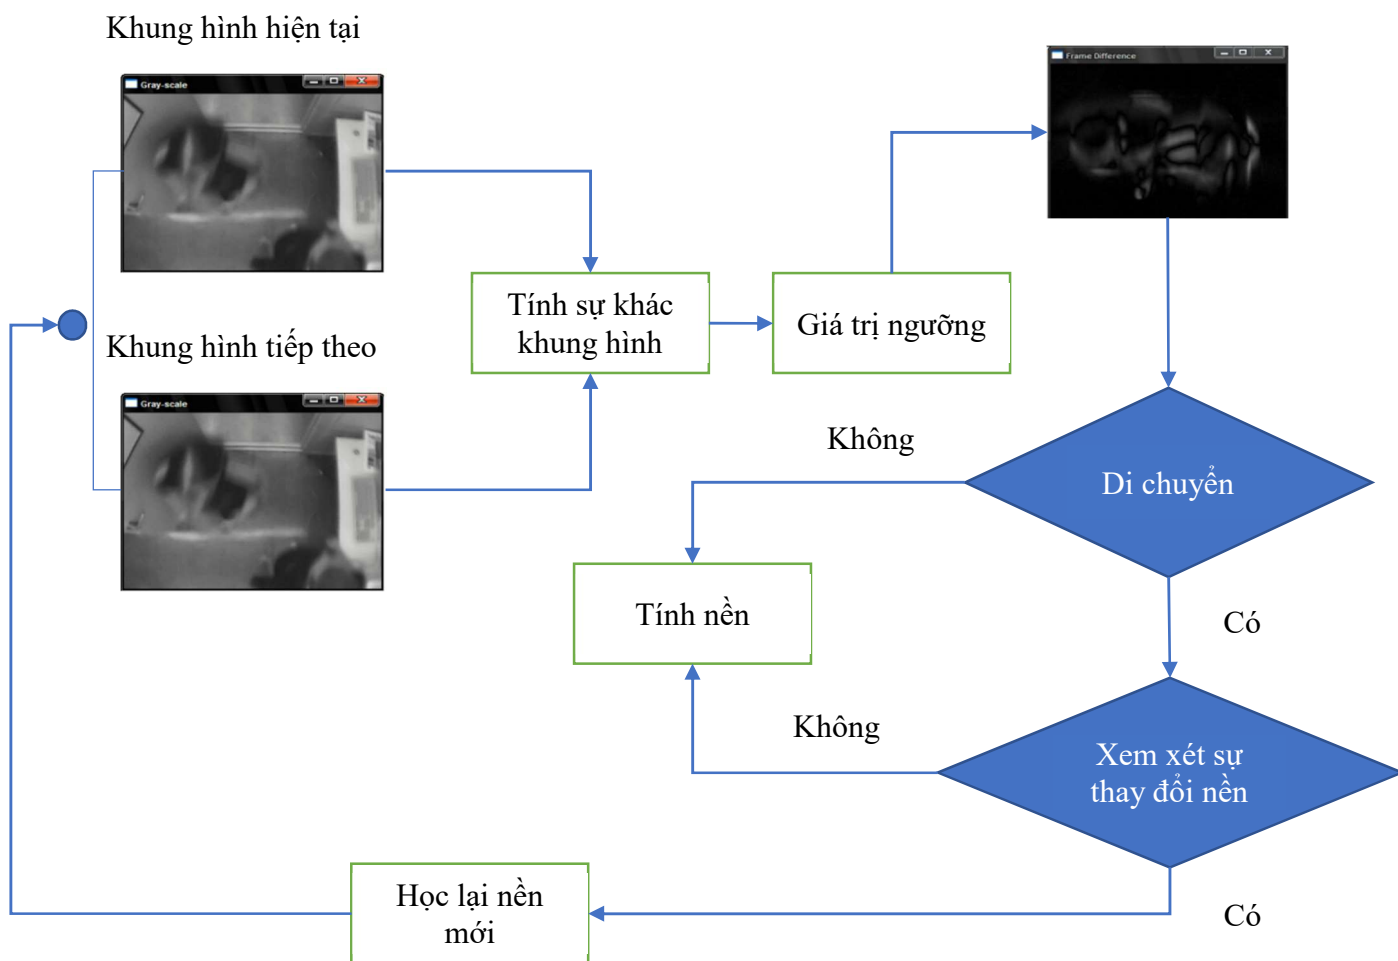 Khung hình hiện tại
Gray-scale
Frame Difference
Tính sự khác
khung hình
Giá trị ngưỡng
Khung hình tiếp theo
Gray-scale
Không
Di chuyển
Tính nền
Có
Không
Xem xét sự
thay đổi nền
Học lại nền
mới
Có